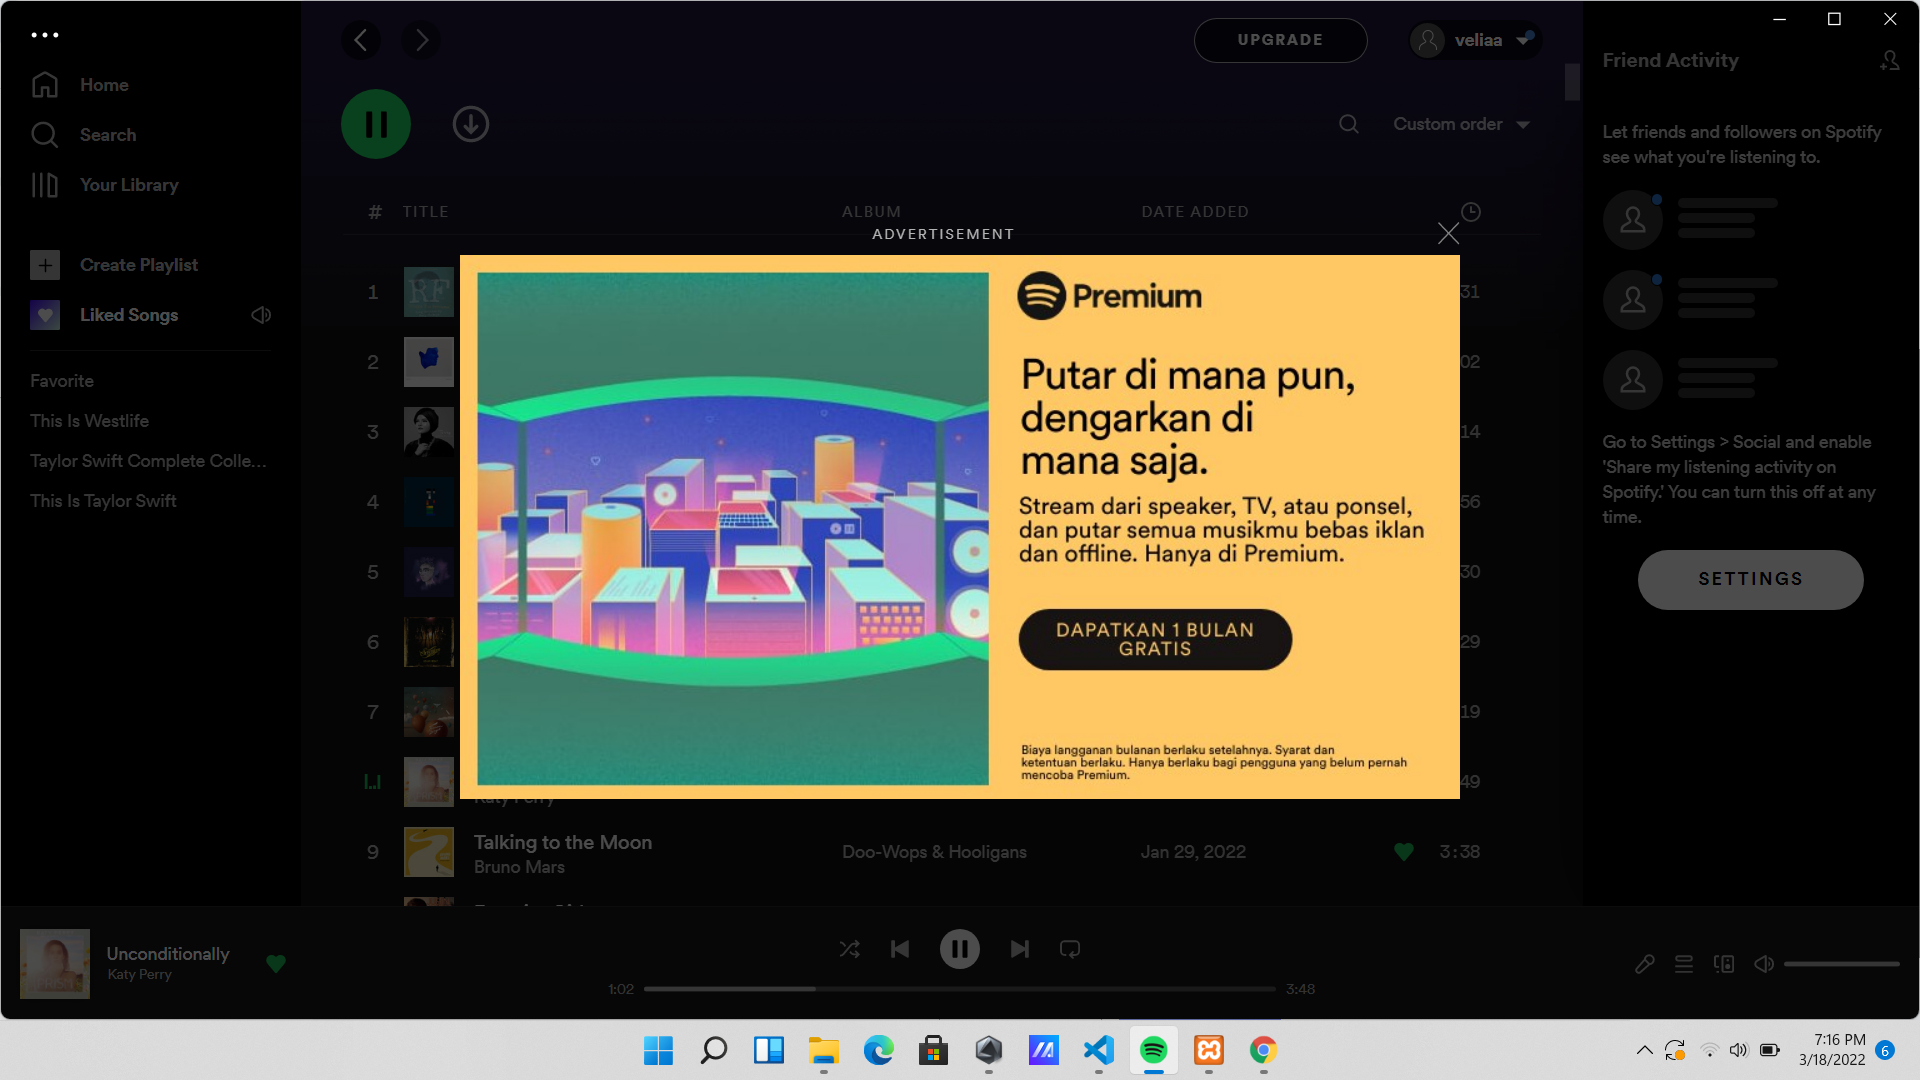 UPGRADE
veliaa
Home
Search
Your Library
Create Playlist
Liked Songs
Favorite
This Is Westlife
Taylor Swift Complete Colle...
This Is Taylor Swift
Custom order
# TITLE ALBUM DATE ADDED
ADVERTISEMENT
1
RF
31
2
02
3
14
4
56
5
30
6
29
7
19
49
Katy Perry
Premium
Putar di mana pun,
dengarkan di
mana saja.
Stream dari speaker, TV, atau ponsel,
dan putar semua musikmu bebas iklan
dan offline. Hanya di Premium.
DAPATKAN 1 BULAN
GRATIS
Biaya langganan bulanan berlaku setelahnya. Syarat dan
ketentuan berlaku. Hanya berlaku bagi pengguna yang belum pernah
mencoba Premium.
9 Talking to the Moon Doo-Wops & Hooligans Jan 29, 2022 3:38
Bruno Mars
Friend Activity
Let friends and followers on Spotify
see what you're listening to.
Go to Settings > Social and enable
'Share my listening activity on
Spotify.' You can turn this off at any
time.
SETTINGS
Unconditionally
Katy Perry
1:02 3:48
7:16 PM
3/18/2022
6